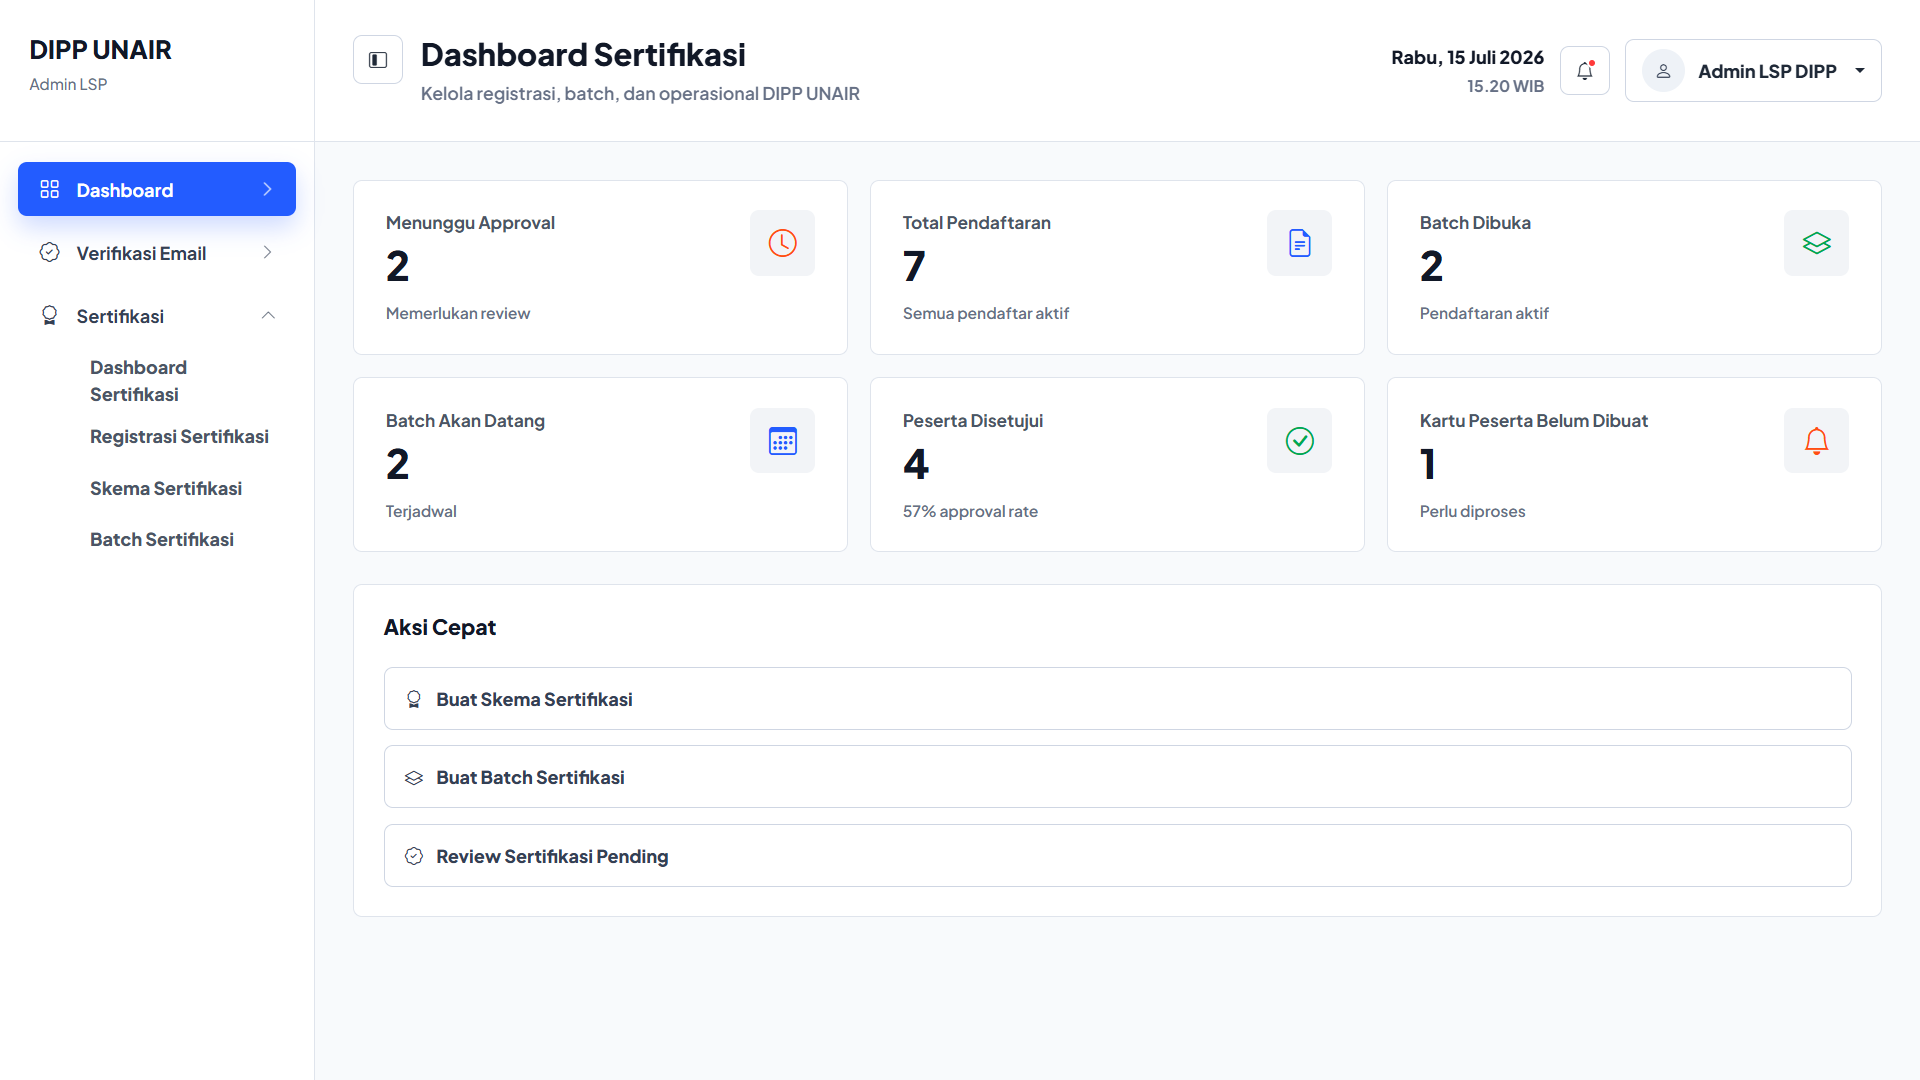 DIPP UNAIR
Admin LSP
Dashboard
Verifikasi Email
Sertifikasi
Dashboard
Sertifikasi
Registrasi Sertifikasi
Skema Sertifikasi
Batch Sertifikasi
Dashboard Sertifikasi
Kelola registrasi, batch, dan operasional DIPP UNAIR
Rabu, 15 Juli 2026
15.20 WIB
Admin LSP DIPP
Menunggu Approval
2
Memerlukan review
Total Pendaftaran
7
Semua pendaftar aktif
Batch Dibuka
2
Pendaftaran aktif
Batch Akan Datang
2
Terjadwal
Peserta Disetujui
4
57% approval rate
Kartu Peserta Belum Dibuat
1
Perlu diproses
Aksi Cepat
Buat Skema Sertifikasi
Buat Batch Sertifikasi
Review Sertifikasi Pending